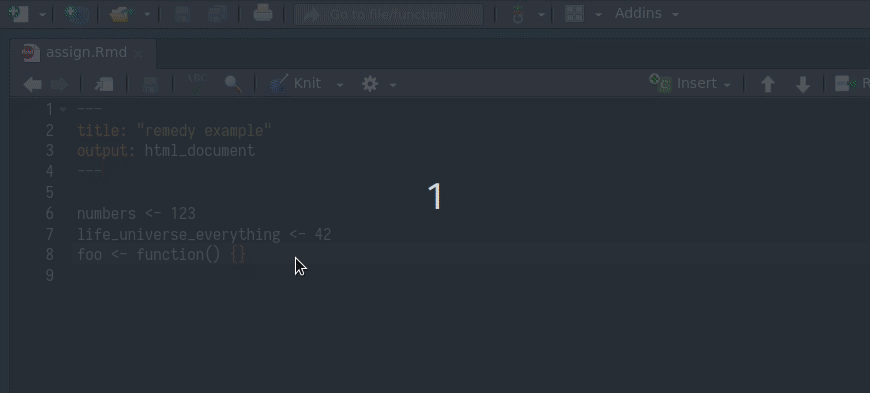 Go to file/function
Addins
assign.Rmd
ABC
Knit
Insert
R
1 ---
2 title: "remedy example"
3 output: html_document
4 ---
5
6 numbers <- 123
7 life_universe_everything <- 42
8 foo <- function() {}
9
1